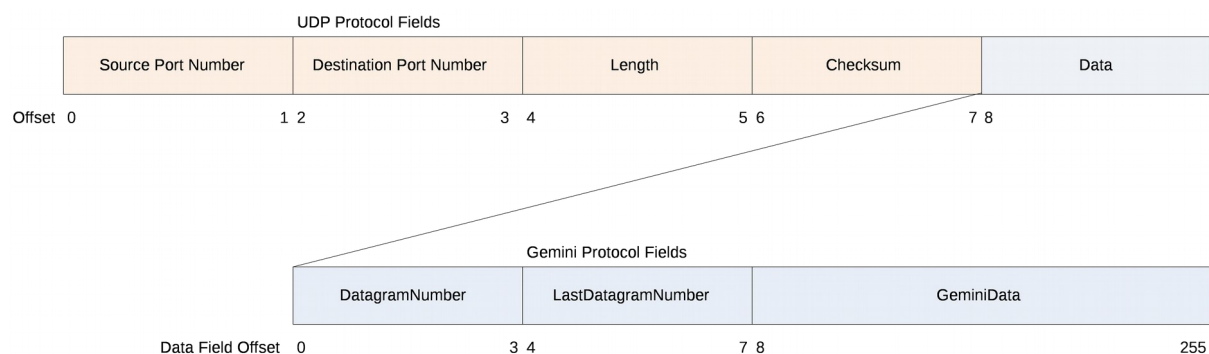 UDP Protocol Fields
Source Port Number Destination Port Number Length Checksum Data
Offset 0 1 2 3 4 5 6 7 8
Gemini Protocol Fields
DatagramNumber LastDatagramNumber GeminiData
Data Field Offset 0 3 4 7 8 255